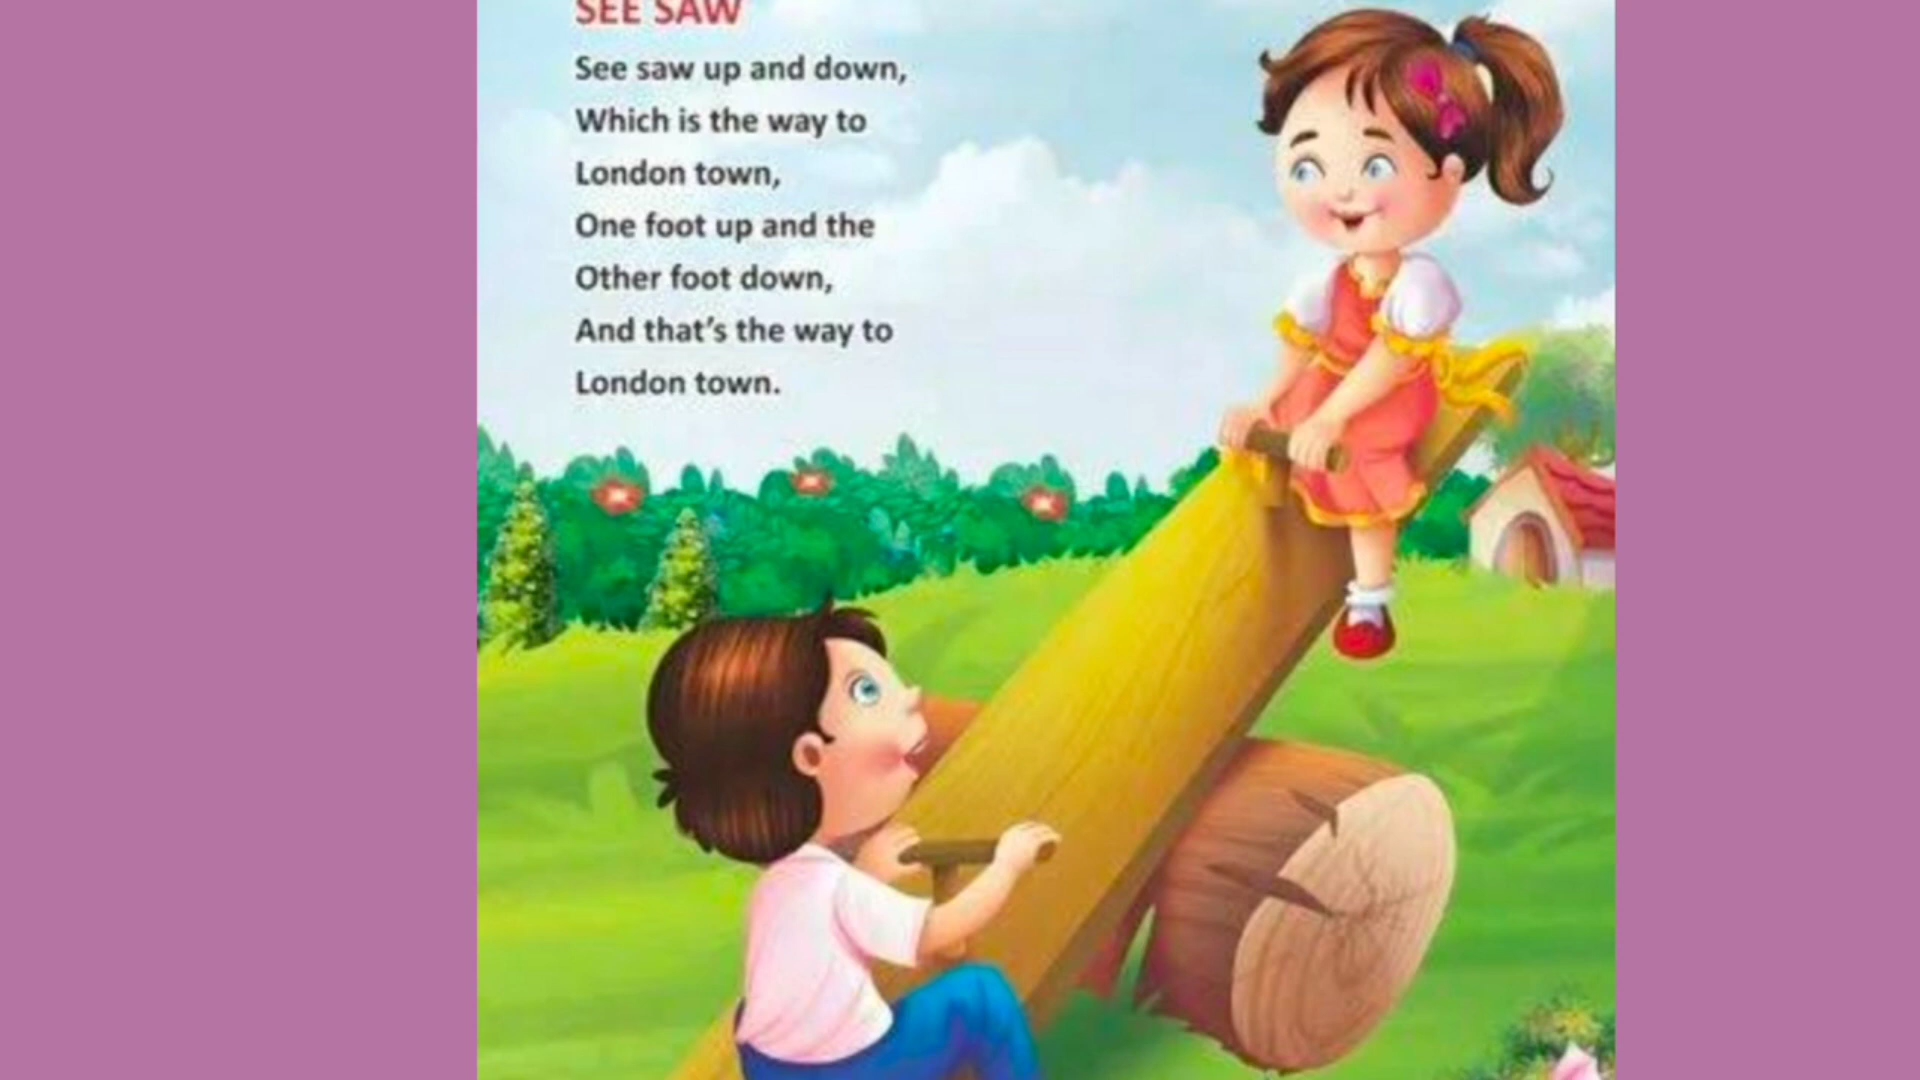 SEE SAW
See saw up and down,
Which is the way to
London town,
One foot up and the
Other foot down,
And that's the way to
London town.